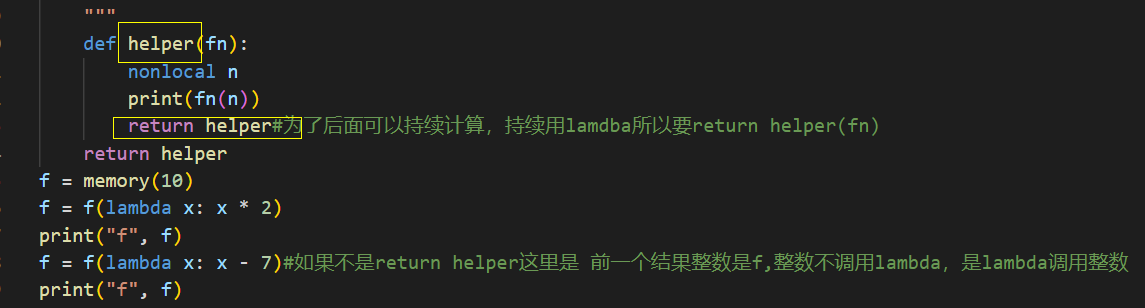 """
def helper(fn):
nonlocal n
print(fn(n))
return helper#为了后面可以持续计算，持续用lamdba所以要return helper(fn)
return helper
f = memory(10)
f = f(lambda x: x * 2)
print("f", f)
f = f(lambda x: x - 7)#如果不是return helper这里是 前一个结果整数是f,整数不调用lambda，是lambda调用整数
print("f", f)